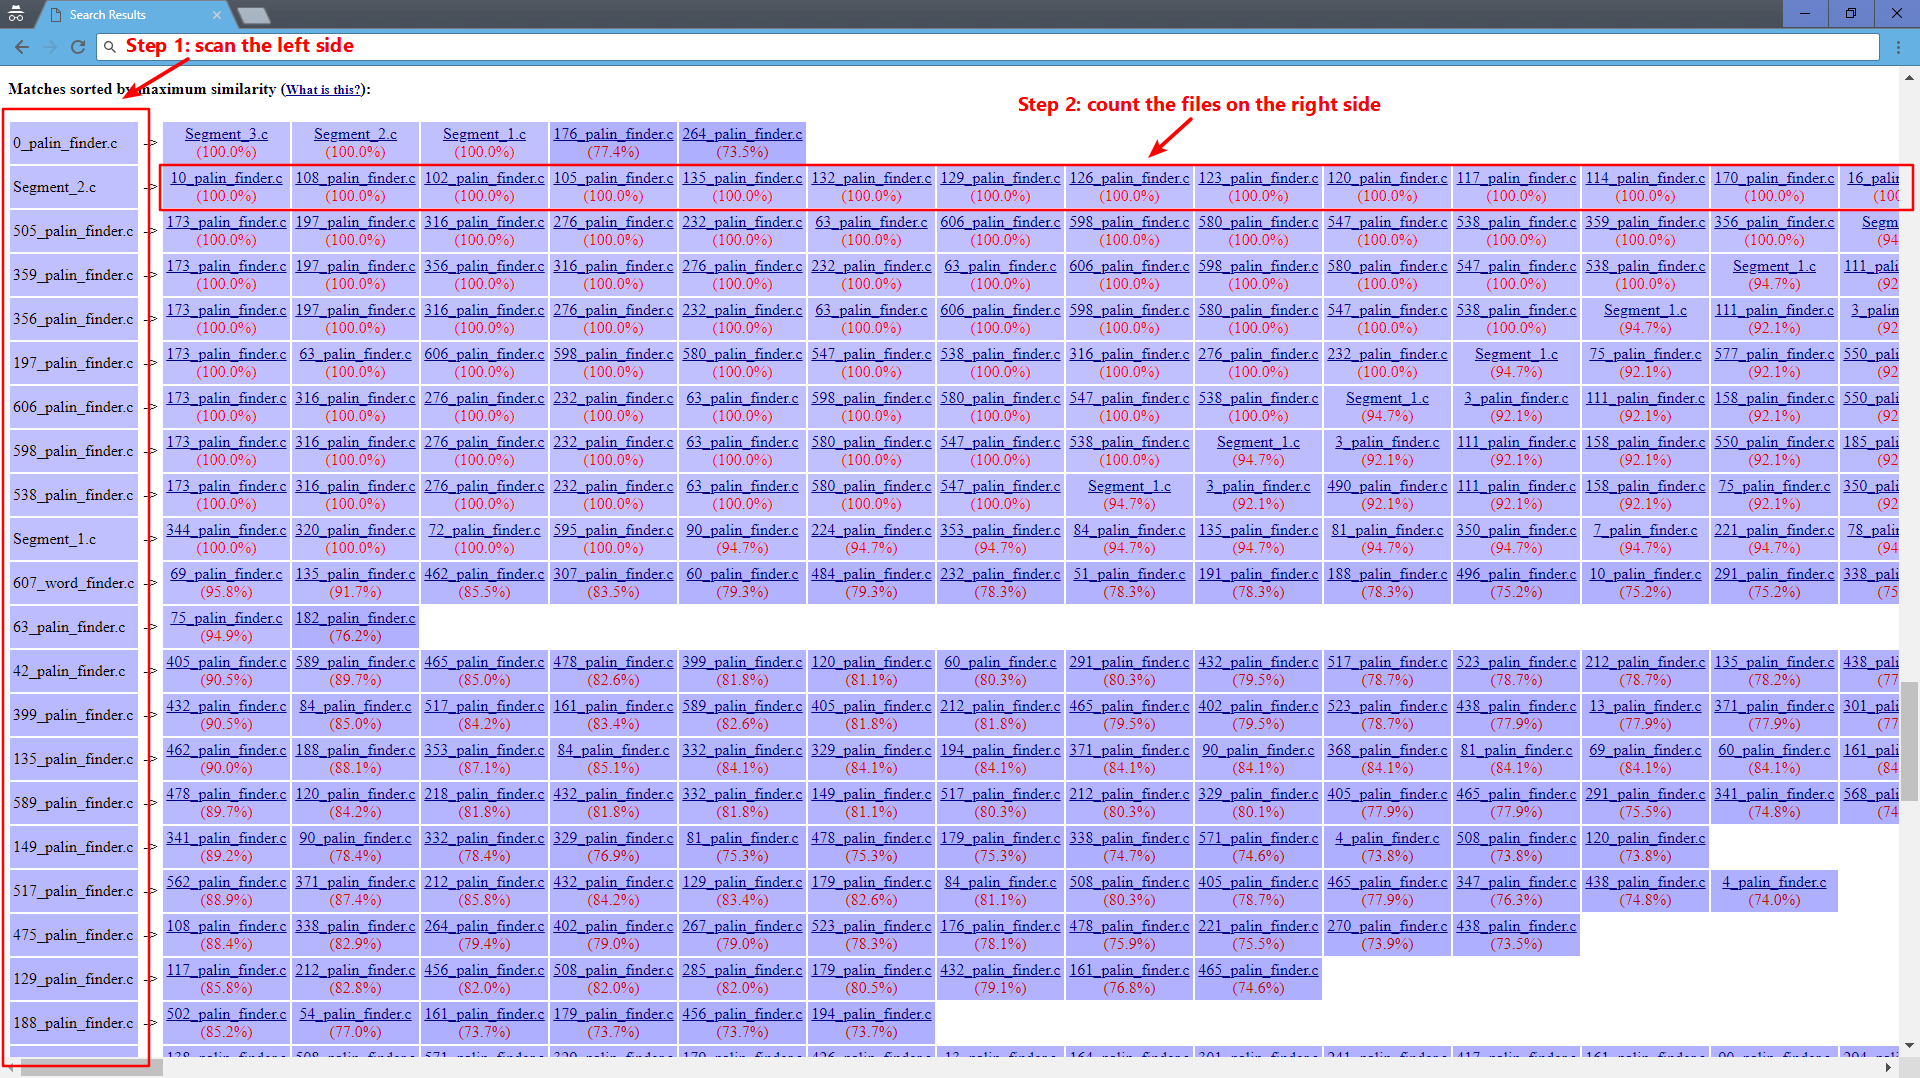 Search Results
Step 1: scan the left side
Matches sorted by maximum similarity (What is this?):
Step 2: count the files on the right side
0_palin_finder.c -> Segment_3.c Segment_2.c Segment_1.c 176_palin_finder.c 264_palin_finder.c
(100.0%) (100.0%) (100.0%) (77.4%) (73.5%)
Segment_2.c -> 10_palin_finder.c 108_palin_finder.c 102_palin_finder.c 105_palin_finder.c 135_palin_finder.c 132_palin_finder.c 129_palin_finder.c 126_palin_finder.c 123_palin_finder.c 120_palin_finder.c 117_palin_finder.c 114_palin_finder.c 170_palin_finder.c 16_palin
(100.0%) (100.0%) (100.0%) (100.0%) (100.0%) (100.0%) (100.0%) (100.0%) (100.0%) (100.0%) (100.0%) (100.0%) (100.0%) (100
505_palin_finder.c -> 173_palin_finder.c 197_palin_finder.c 316_palin_finder.c 276_palin_finder.c 232_palin_finder.c 63_palin_finder.c 606_palin_finder.c 598_palin_finder.c 580_palin_finder.c 547_palin_finder.c 538_palin_finder.c 359_palin_finder.c 356_palin_finder.c Segm
(100.0%) (100.0%) (100.0%) (100.0%) (100.0%) (100.0%) (100.0%) (100.0%) (100.0%) (100.0%) (100.0%) (100.0%) (100.0%) (94
359_palin_finder.c -> 173_palin_finder.c 197_palin_finder.c 356_palin_finder.c 316_palin_finder.c 276_palin_finder.c 232_palin_finder.c 63_palin_finder.c 606_palin_finder.c 598_palin_finder.c 580_palin_finder.c 547_palin_finder.c 538_palin_finder.c Segment_1.c 111_pali
(100.0%) (100.0%) (100.0%) (100.0%) (100.0%) (100.0%) (100.0%) (100.0%) (100.0%) (100.0%) (100.0%) (100.0%) (94.7%) (92
356_palin_finder.c -> 173_palin_finder.c 197_palin_finder.c 316_palin_finder.c 276_palin_finder.c 232_palin_finder.c 63_palin_finder.c 606_palin_finder.c 598_palin_finder.c 580_palin_finder.c 547_palin_finder.c 538_palin_finder.c Segment_1.c 111_palin_finder.c 3_palin
(100.0%) (100.0%) (100.0%) (100.0%) (100.0%) (100.0%) (100.0%) (100.0%) (100.0%) (100.0%) (100.0%) (94.7%) (92.1%) (92
197_palin_finder.c -> 173_palin_finder.c 63_palin_finder.c 606_palin_finder.c 598_palin_finder.c 580_palin_finder.c 547_palin_finder.c 538_palin_finder.c 316_palin_finder.c 276_palin_finder.c 232_palin_finder.c Segment_1.c 75_palin_finder.c 577_palin_finder.c 550_pali
(100.0%) (100.0%) (100.0%) (100.0%) (100.0%) (100.0%) (100.0%) (100.0%) (100.0%) (100.0%) (94.7%) (92.1%) (92.1%) (92
606_palin_finder.c -> 173_palin_finder.c 316_palin_finder.c 276_palin_finder.c 232_palin_finder.c 63_palin_finder.c 598_palin_finder.c 580_palin_finder.c 547_palin_finder.c 538_palin_finder.c Segment_1.c 3_palin_finder.c 111_palin_finder.c 158_palin_finder.c 550_pali
(100.0%) (100.0%) (100.0%) (100.0%) (100.0%) (100.0%) (100.0%) (100.0%) (100.0%) (94.7%) (92.1%) (92.1%) (92.1%) (92
598_palin_finder.c -> 173_palin_finder.c 316_palin_finder.c 276_palin_finder.c 232_palin_finder.c 63_palin_finder.c 580_palin_finder.c 547_palin_finder.c 538_palin_finder.c Segment_1.c 3_palin_finder.c 111_palin_finder.c 158_palin_finder.c 550_palin_finder.c 185_pali
(100.0%) (100.0%) (100.0%) (100.0%) (100.0%) (100.0%) (100.0%) (100.0%) (94.7%) (92.1%) (92.1%) (92.1%) (92.1%) (92
538_palin_finder.c -> 173_palin_finder.c 316_palin_finder.c 276_palin_finder.c 232_palin_finder.c 63_palin_finder.c 580_palin_finder.c 547_palin_finder.c Segment_1.c 3_palin_finder.c 490_palin_finder.c 111_palin_finder.c 158_palin_finder.c 75_palin_finder.c 350_pali
(100.0%) (100.0%) (100.0%) (100.0%) (100.0%) (100.0%) (100.0%) (94.7%) (92.1%) (92.1%) (92.1%) (92.1%) (92.1%) (92
Segment_1.c -> 344_palin_finder.c 320_palin_finder.c 72_palin_finder.c 595_palin_finder.c 90_palin_finder.c 224_palin_finder.c 353_palin_finder.c 84_palin_finder.c 135_palin_finder.c 81_palin_finder.c 350_palin_finder.c 7_palin_finder.c 221_palin_finder.c 78_palin
(100.0%) (100.0%) (100.0%) (100.0%) (94.7%) (94.7%) (94.7%) (94.7%) (94.7%) (94.7%) (94.7%) (94.7%) (94.7%) (94
607_word_finder.c -> 69_palin_finder.c 135_palin_finder.c 462_palin_finder.c 307_palin_finder.c 60_palin_finder.c 484_palin_finder.c 232_palin_finder.c 51_palin_finder.c 191_palin_finder.c 188_palin_finder.c 496_palin_finder.c 10_palin_finder.c 291_palin_finder.c 338_pali
(95.8%) (91.7%) (85.5%) (83.5%) (79.3%) (79.3%) (78.3%) (78.3%) (78.3%) (78.3%) (75.2%) (75.2%) (75.2%) (75
63_palin_finder.c -> 75_palin_finder.c 182_palin_finder.c
(94.9%) (76.2%)
42_palin_finder.c -> 405_palin_finder.c 589_palin_finder.c 465_palin_finder.c 478_palin_finder.c 399_palin_finder.c 120_palin_finder.c 60_palin_finder.c 291_palin_finder.c 432_palin_finder.c 517_palin_finder.c 523_palin_finder.c 212_palin_finder.c 135_palin_finder.c 438_pali
(90.5%) (89.7%) (85.0%) (82.6%) (81.8%) (81.1%) (80.3%) (80.3%) (79.5%) (78.7%) (78.7%) (78.7%) (78.2%) (77
399_palin_finder.c -> 432_palin_finder.c 84_palin_finder.c 517_palin_finder.c 161_palin_finder.c 589_palin_finder.c 405_palin_finder.c 212_palin_finder.c 465_palin_finder.c 402_palin_finder.c 523_palin_finder.c 438_palin_finder.c 13_palin_finder.c 371_palin_finder.c 301_pali
(90.5%) (85.0%) (84.2%) (83.4%) (82.6%) (81.8%) (81.8%) (79.5%) (79.5%) (78.7%) (77.9%) (77.9%) (77.9%) (77
135_palin_finder.c -> 462_palin_finder.c 188_palin_finder.c 353_palin_finder.c 84_palin_finder.c 332_palin_finder.c 329_palin_finder.c 194_palin_finder.c 371_palin_finder.c 90_palin_finder.c 368_palin_finder.c 81_palin_finder.c 69_palin_finder.c 60_palin_finder.c 161_pali
(90.0%) (88.1%) (87.1%) (85.1%) (84.1%) (84.1%) (84.1%) (84.1%) (84.1%) (84.1%) (84.1%) (84.1%) (84.1%) (84
589_palin_finder.c -> 478_palin_finder.c 120_palin_finder.c 218_palin_finder.c 432_palin_finder.c 332_palin_finder.c 149_palin_finder.c 517_palin_finder.c 212_palin_finder.c 329_palin_finder.c 405_palin_finder.c 465_palin_finder.c 291_palin_finder.c 341_palin_finder.c 568_pali
(89.7%) (84.2%) (81.8%) (81.8%) (81.8%) (81.1%) (80.3%) (80.3%) (80.1%) (77.9%) (77.9%) (75.5%) (74.8%) (74
149_palin_finder.c -> 341_palin_finder.c 90_palin_finder.c 332_palin_finder.c 329_palin_finder.c 81_palin_finder.c 478_palin_finder.c 179_palin_finder.c 338_palin_finder.c 571_palin_finder.c 4_palin_finder.c 508_palin_finder.c 120_palin_finder.c
(89.2%) (78.4%) (78.4%) (76.9%) (75.3%) (75.3%) (75.3%) (74.7%) (74.6%) (73.8%) (73.8%) (73.8%)
517_palin_finder.c -> 562_palin_finder.c 371_palin_finder.c 212_palin_finder.c 432_palin_finder.c 129_palin_finder.c 179_palin_finder.c 84_palin_finder.c 508_palin_finder.c 405_palin_finder.c 465_palin_finder.c 347_palin_finder.c 438_palin_finder.c 4_palin_finder.c
(88.9%) (87.4%) (85.8%) (84.2%) (83.4%) (82.6%) (81.1%) (80.3%) (78.7%) (77.9%) (76.3%) (74.8%) (74.0%)
475_palin_finder.c -> 108_palin_finder.c 338_palin_finder.c 264_palin_finder.c 402_palin_finder.c 267_palin_finder.c 523_palin_finder.c 176_palin_finder.c 478_palin_finder.c 221_palin_finder.c 270_palin_finder.c 438_palin_finder.c
(88.4%) (82.9%) (79.4%) (79.0%) (79.0%) (78.3%) (78.1%) (75.9%) (75.5%) (73.9%) (73.5%)
129_palin_finder.c -> 117_palin_finder.c 212_palin_finder.c 456_palin_finder.c 508_palin_finder.c 285_palin_finder.c 179_palin_finder.c 432_palin_finder.c 161_palin_finder.c 465_palin_finder.c
(85.8%) (82.8%) (82.0%) (82.0%) (82.0%) (80.5%) (79.1%) (76.8%) (74.6%)
188_palin_finder.c -> 502_palin_finder.c 54_palin_finder.c 161_palin_finder.c 179_palin_finder.c 456_palin_finder.c 194_palin_finder.c
(85.2%) (77.0%) (73.7%) (73.7%) (73.7%) (73.7%)